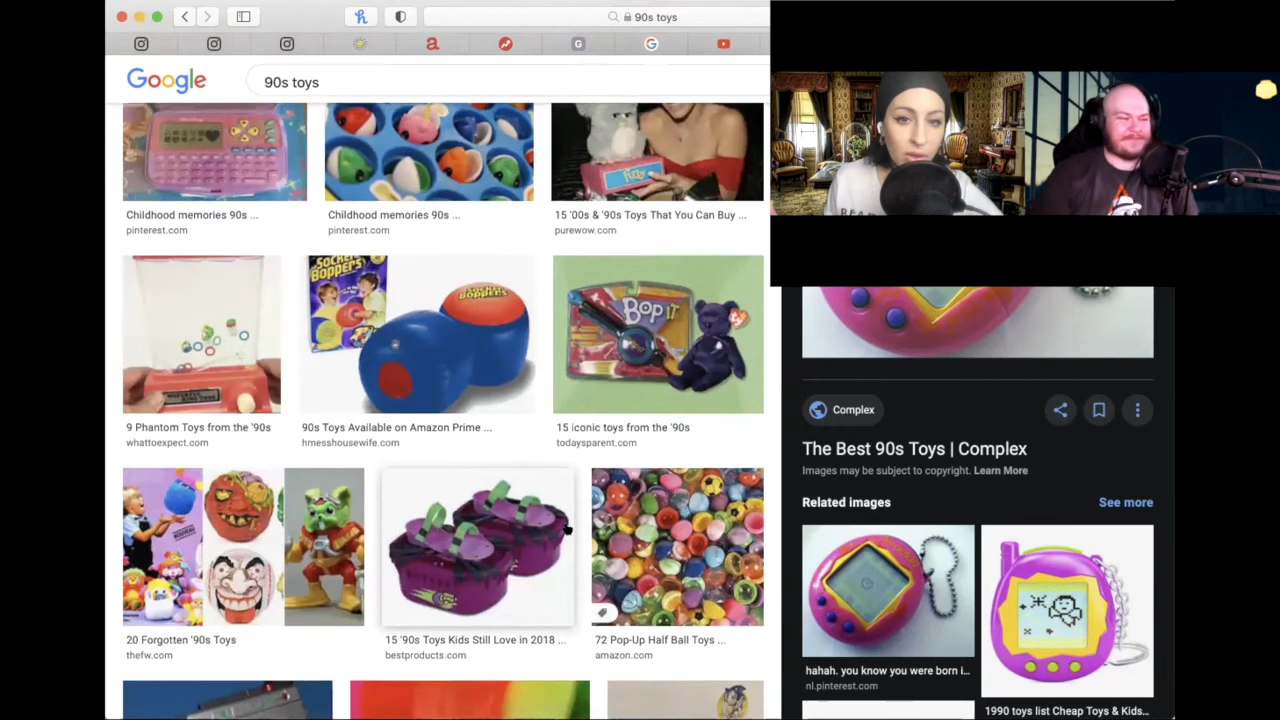 90s toys
Google
90s toys
Childhood memories 90s ...
pinterest.com
Childhood memories 90s ...
pinterest.com
15 '00s & '90s Toys That You Can Buy ...
purewow.com
SOCKER
BOPPERS
SOCKER
BOPPERS
BOP IT
9 Phantom Toys from the '90s
whattoexpect.com
90s Toys Available on Amazon Prime ...
hmesshousewife.com
15 iconic toys from the '90s
todaysparent.com
Complex
The Best 90s Toys | Complex
Images may be subject to copyright. Learn More
Related images
See more
20 Forgotten '90s Toys
thefw.com
15 '90s Toys Kids Still Love in 2018 ...
bestproducts.com
72 Pop-Up Half Ball Toys ...
amazon.com
hahah. you know you were born i...
nl.pinterest.com
1990 toys list Cheap Toys & Kids...